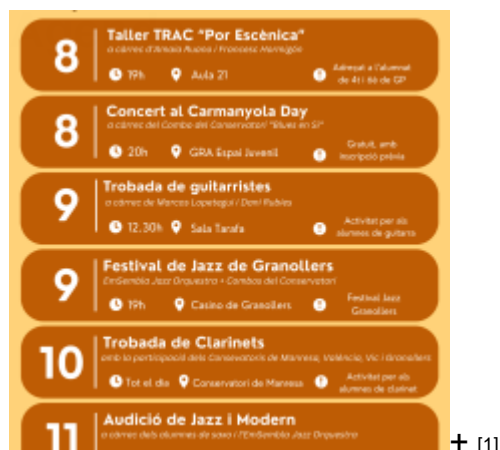 8
Taller TRAC "Por Escènica"
a càrrec d'Amaia Ruano i Francesc Hormigón
19h
Aula 21
Adreçat a l'alumnat
de 4t i 6è de GP
8
Concert al Carmanyola Day
a càrrec del Combo del Conservatori "Blues en Si"
20h
GRA Espai Juvenil
Gratuït, amb
inscripció prèvia
9
Trobada de guitarristes
a càrrec de Marcos Lopetegui i Dani Rubies
12.30h
Sala Tarafa
Activitat per als
alumnes de guitarra
9
Festival de Jazz de Granollers
EnSembla Jazz Orquestra + Combos del Conservatori
19h
Casino de Granollers
Festival Jazz
Granollers
10
Trobada de Clarinets
amb la participació dels Conservatoris de Manresa, València, Vic i Granollers
Tot el dia
Conservatori de Manresa
Activitat per als
alumnes de clarinet
11
Audició de Jazz i Modern
a càrrec dels alumnes de saxo i l'EnSembla Jazz Orquestra
+ [1]